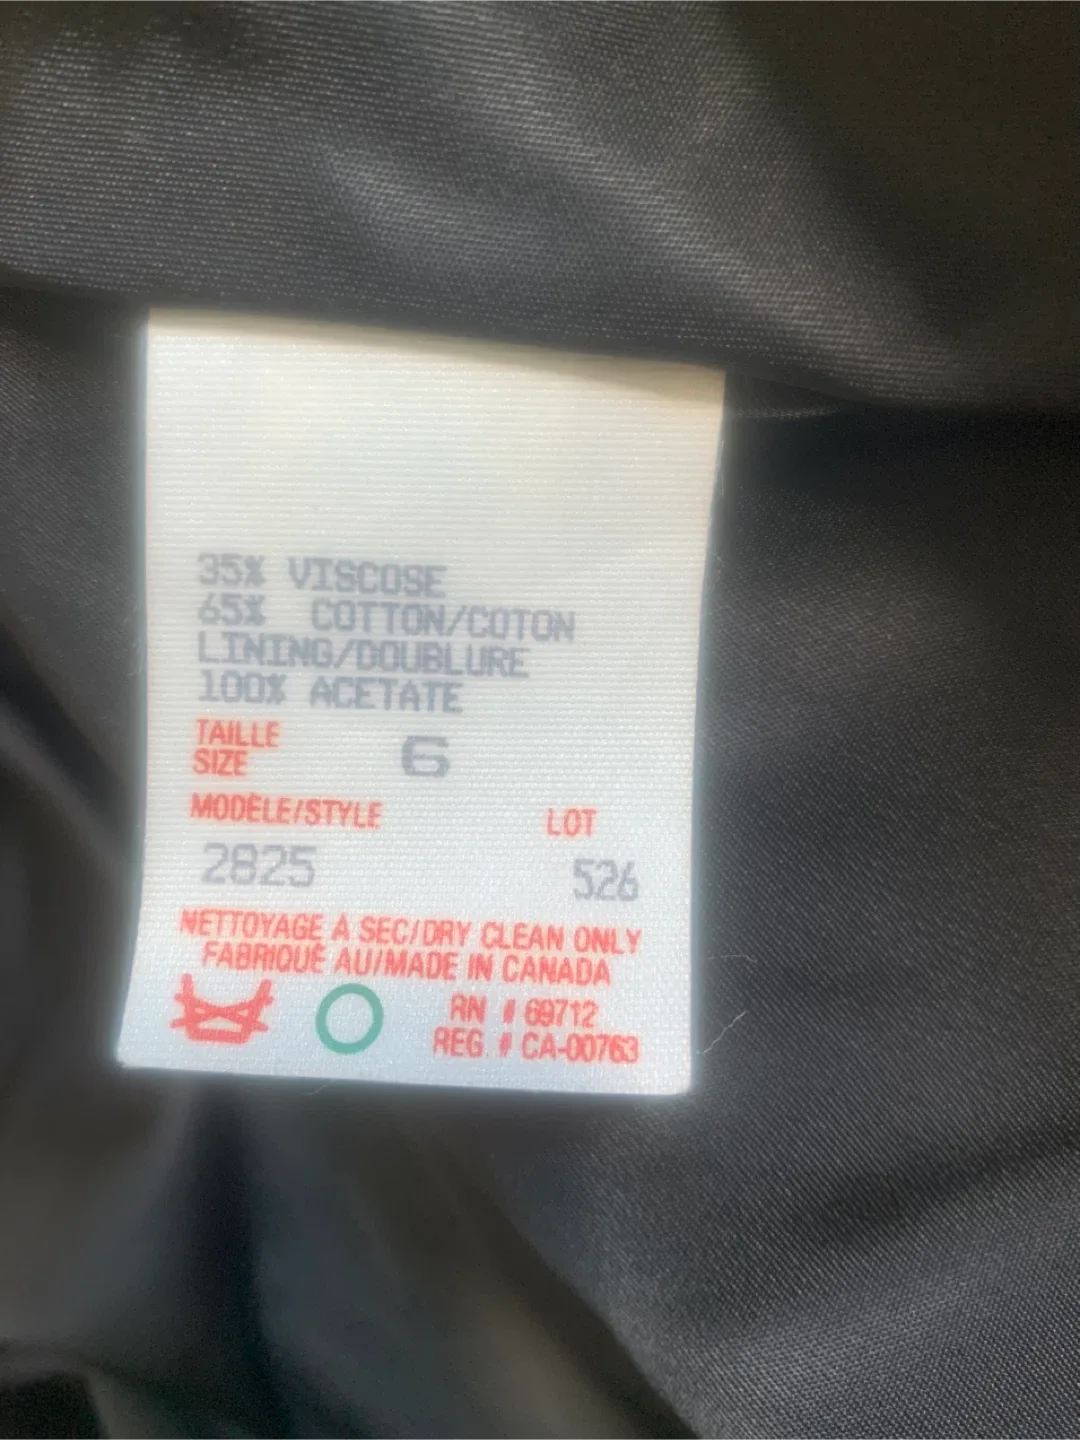 35% VISCOSE
65% COTTON/COTON
LINING/DOUBLURE
100% ACETATE
TAILLE
SIZE 6
MODÈLE/STYLE LOT
2825 526
NETTOYAGE À SEC/DRY CLEAN ONLY
FABRIQUÉ AU/MADE IN CANADA
RN # 69712
REG. # CA-00763